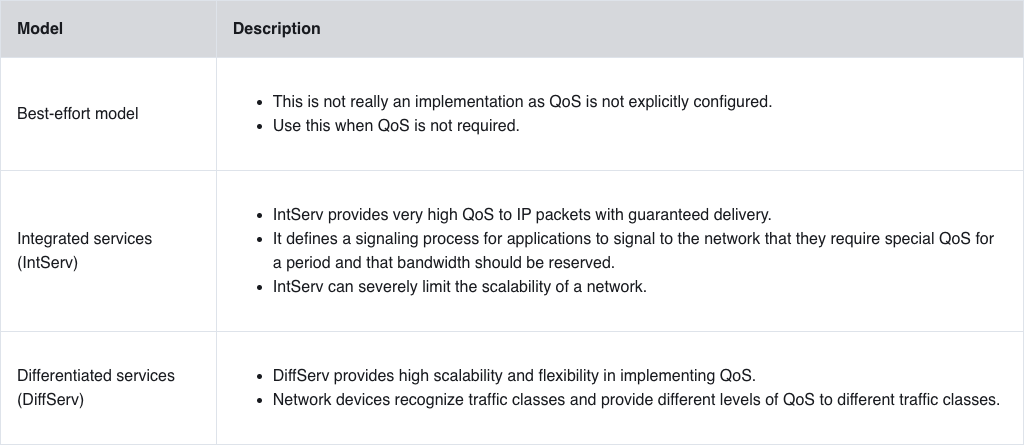 Model
Description
Best-effort model
• This is not really an implementation as QoS is not explicitly configured.
• Use this when QoS is not required.
Integrated services
(IntServ)
• IntServ provides very high QoS to IP packets with guaranteed delivery.
• It defines a signaling process for applications to signal to the network that they require special QoS for
a period and that bandwidth should be reserved.
• IntServ can severely limit the scalability of a network.
Differentiated services
(DiffServ)
• DiffServ provides high scalability and flexibility in implementing QoS.
• Network devices recognize traffic classes and provide different levels of QoS to different traffic classes.